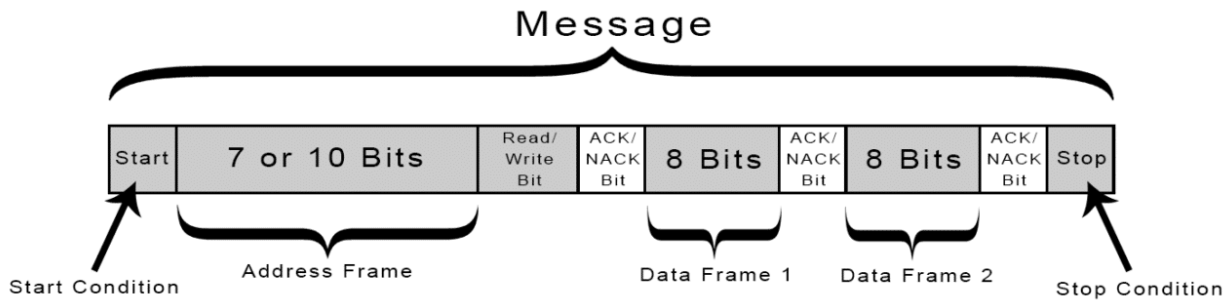 Message
Start
7 or 10 Bits
Read/
Write
Bit
ACK/
NACK
Bit
8 Bits
ACK/
NACK
Bit
8 Bits
ACK/
NACK
Bit
Stop
Start Condition
Address Frame
Data Frame 1
Data Frame 2
Stop Condition